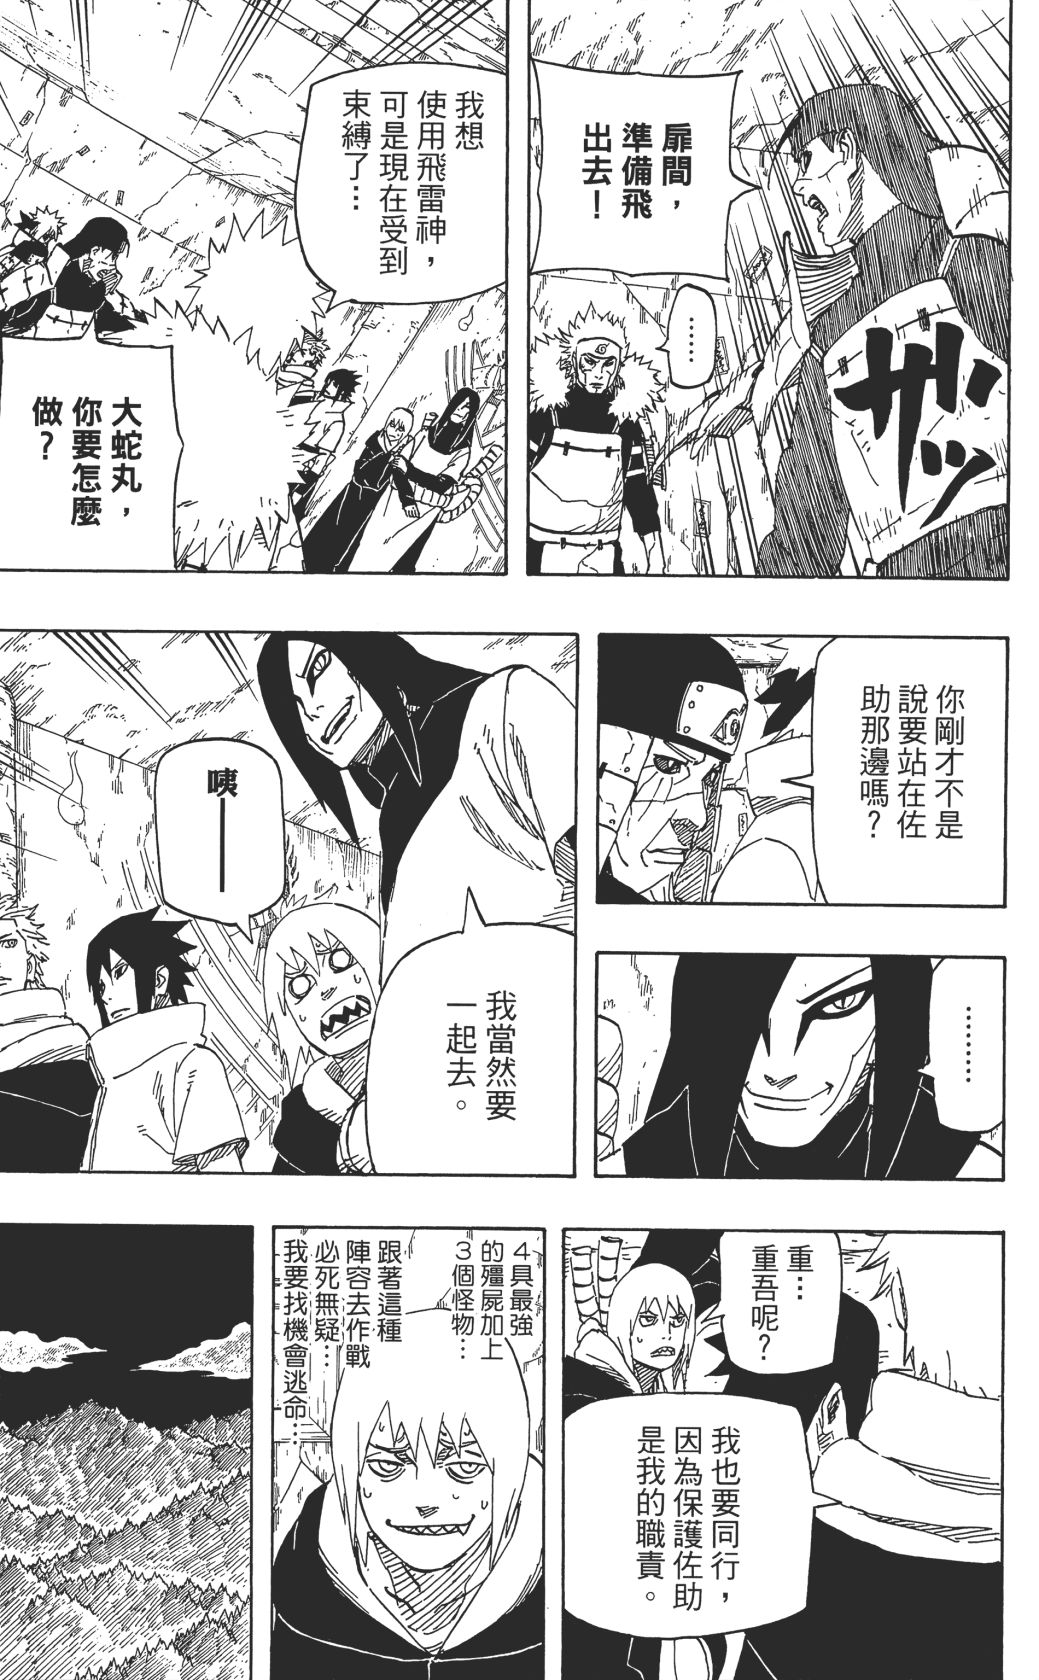 扉間，
準備飛
出去！
……
ザッ
我想
使用飛雷神，
可是現在受到
束縛了…
大蛇丸，
你要怎麼
做？
你剛才不是
說要站在佐
助那邊嗎？
………
我當然要
一起去。
咦──
重…
重吾呢？
我也要同行，
因為保護佐助
是我的職責。
4具最強
的殭屍加上
3個怪物…
跟著這種
陣容去作戰
必死無疑…
我要找機會逃命…